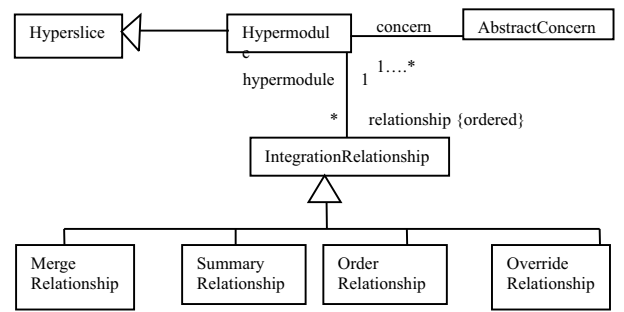 Hyperslice
Hypermodul
e
concern
AbstractConcern
1....*
hypermodule
1
*
relationship {ordered}
IntegrationRelationship
Merge
Relationship
Summary
Relationship
Order
Relationship
Override
Relationship